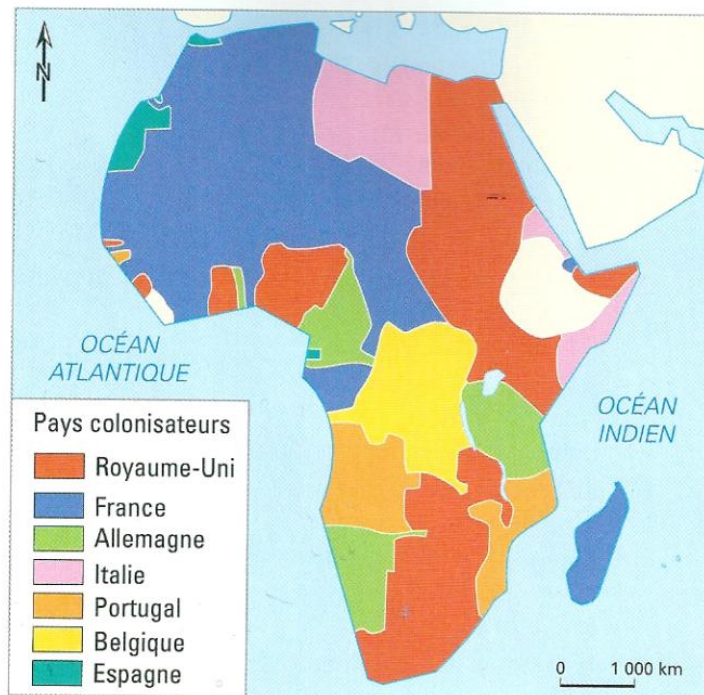 N
OCÉAN
ATLANTIQUE
OCÉAN
INDIEN
Pays colonisateurs
Royaume-Uni
France
Allemagne
Italie
Portugal
Belgique
Espagne
0 1 000 km